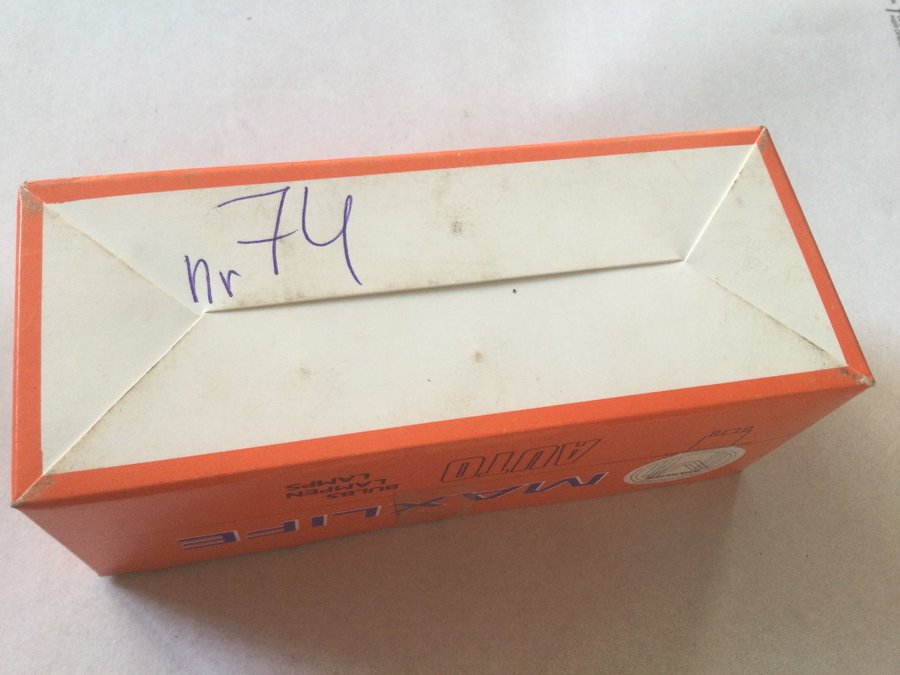 nr 74
AUTO
MAXLIFE
BULBS
LAMPEN
LAMPS